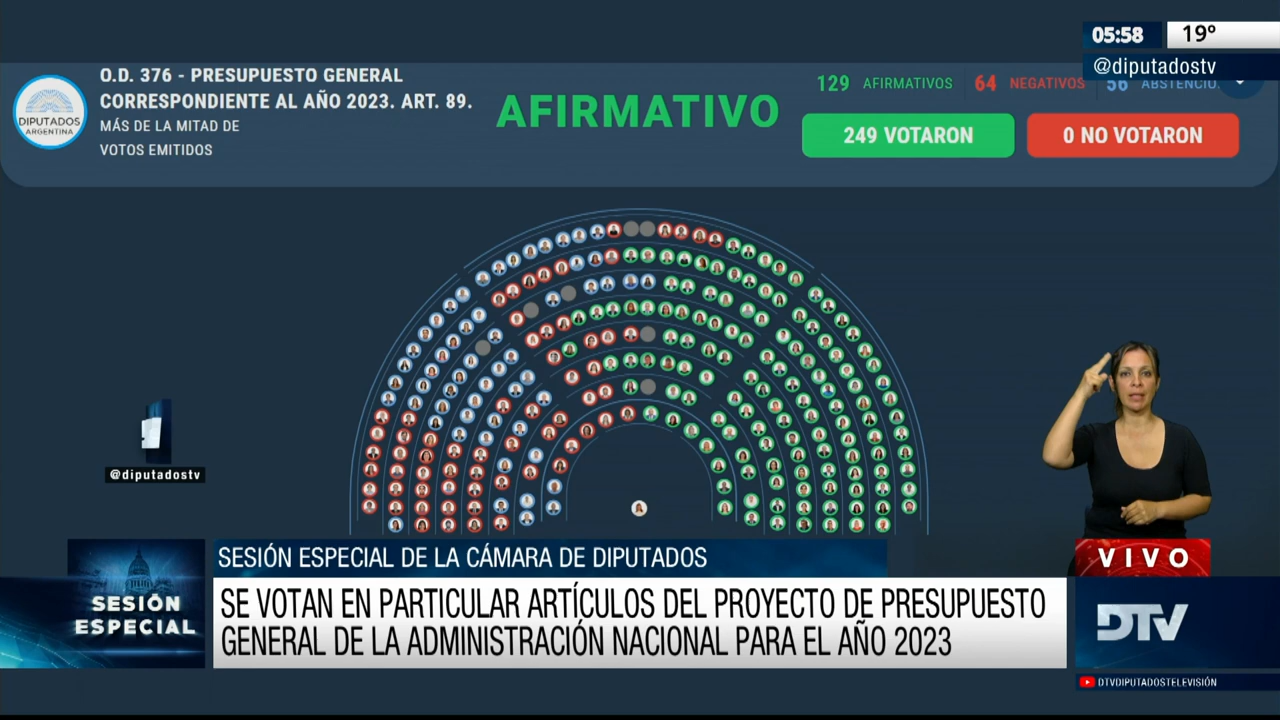 05:58 19°
@diputadostv
DIPUTADOS
ARGENTINA
O.D. 376 - PRESUPUESTO GENERAL
CORRESPONDIENTE AL AÑO 2023. ART. 89.
MÁS DE LA MITAD DE
VOTOS EMITIDOS
AFIRMATIVO
129 AFIRMATIVOS 64 NEGATIVOS 56 ABSTENCIO
249 VOTARON 0 NO VOTARON
@diputadostv
SESIÓN ESPECIAL DE LA CÁMARA DE DIPUTADOS
VIVO
SESIÓN
ESPECIAL
SE VOTAN EN PARTICULAR ARTÍCULOS DEL PROYECTO DE PRESUPUESTO
GENERAL DE LA ADMINISTRACIÓN NACIONAL PARA EL AÑO 2023
DTV
DTVDIPUTADOSTELEVISIÓN